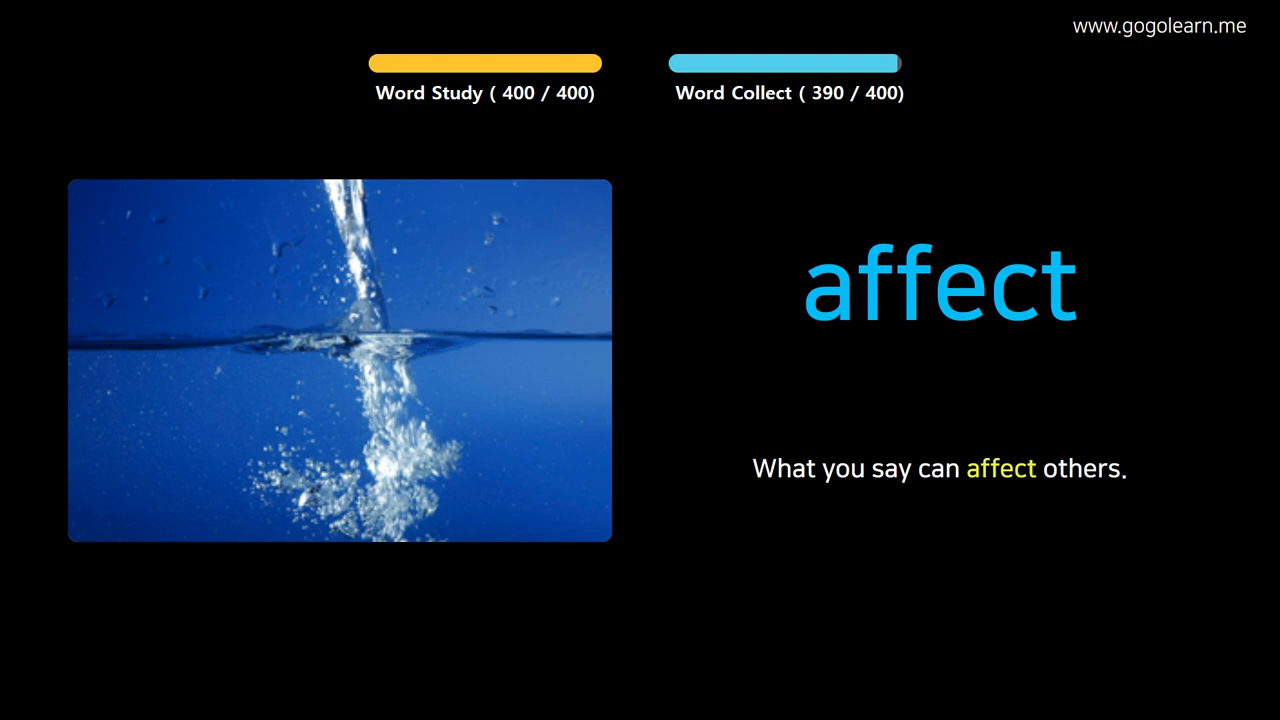 www.gogolearn.me
Word Study ( 400 / 400)
Word Collect ( 390 / 400)
affect
What you say can affect others.